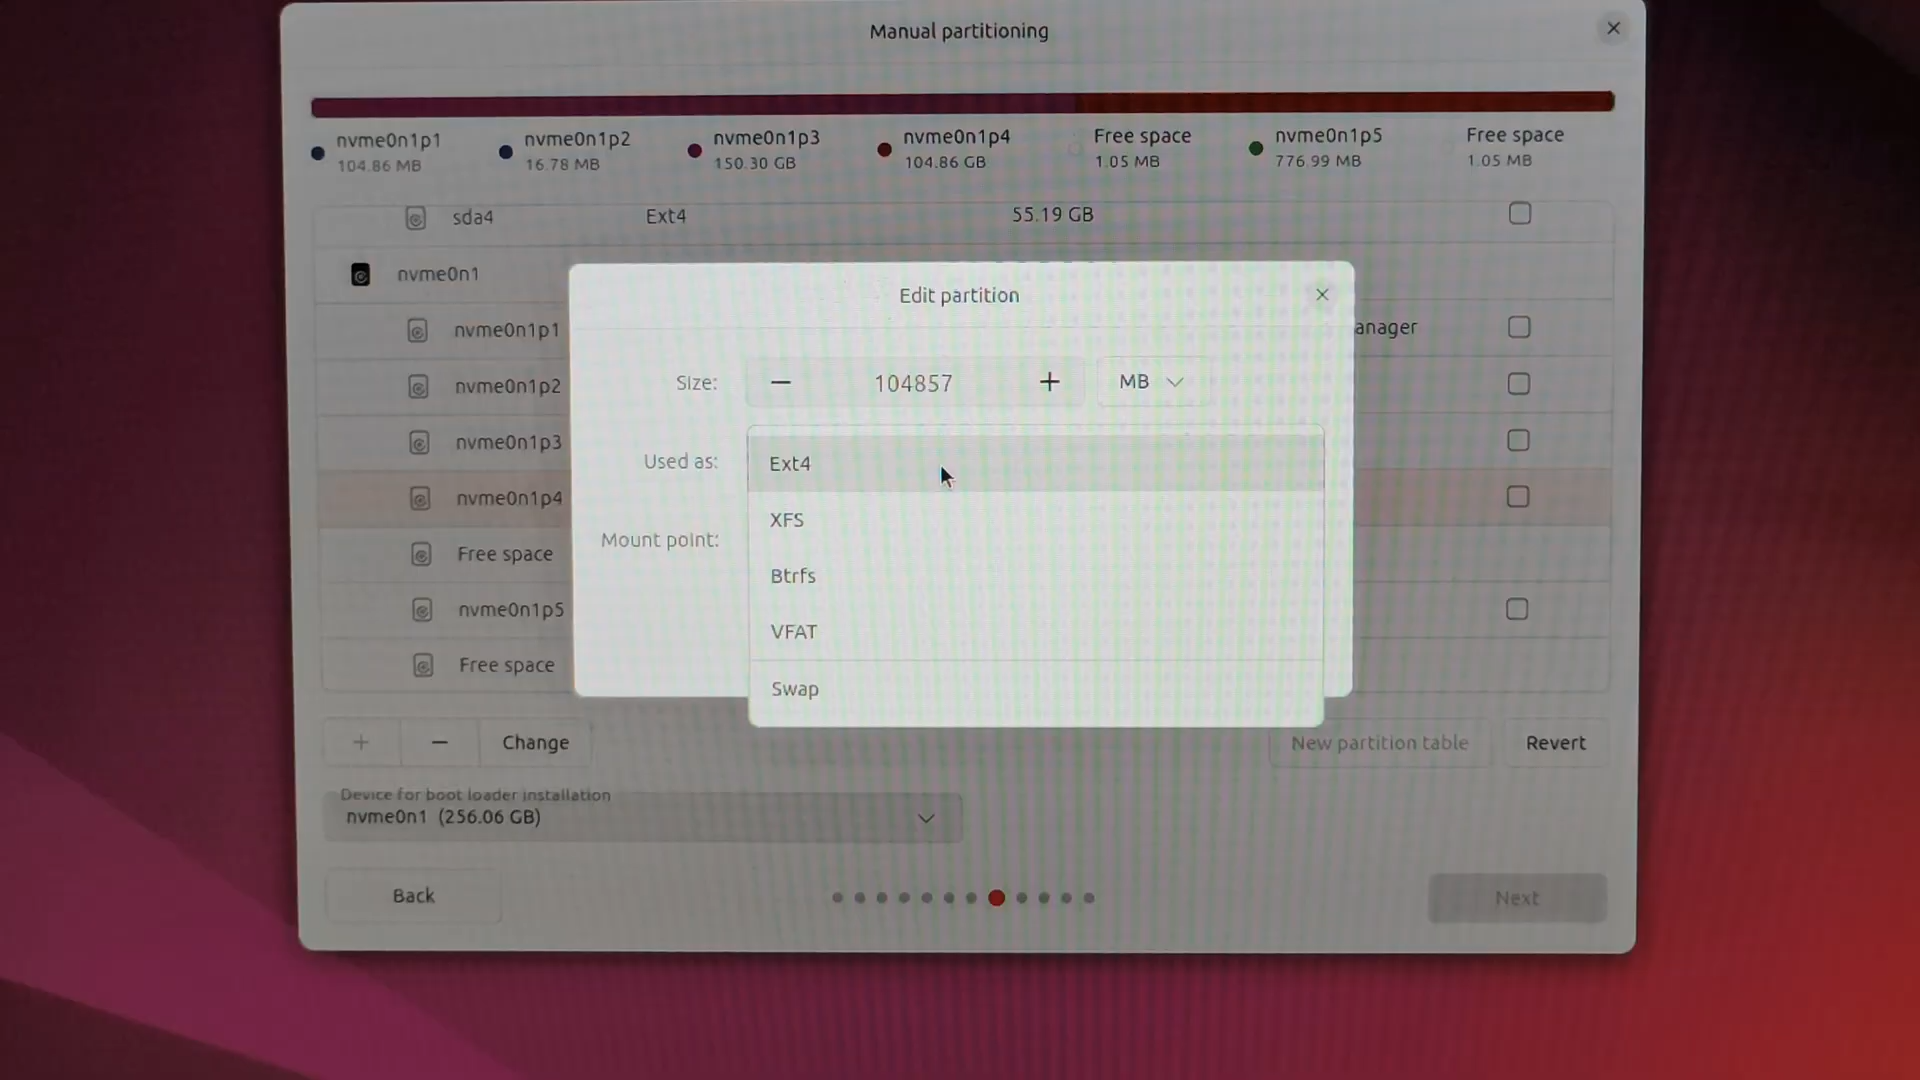 Manual partitioning
nvme0n1p1
104.86 MB
nvme0n1p2
16.78 MB
nvme0n1p3
150.30 GB
nvme0n1p4
104.86 GB
Free space
1.05 MB
nvme0n1p5
776.99 MB
Free space
1.05 MB
sda4 Ext4 55.19 GB
nvme0n1
nvme0n1p1 anager
nvme0n1p2
nvme0n1p3
nvme0n1p4
Free space
nvme0n1p5
Free space
Edit partition
Size: 104857 MB
Used as:
Ext4
XFS
Btrfs
VFAT
Swap
Mount point:
Change
New partition table
Revert
Device for boot loader installation
nvme0n1 (256.06 GB)
Back
Next